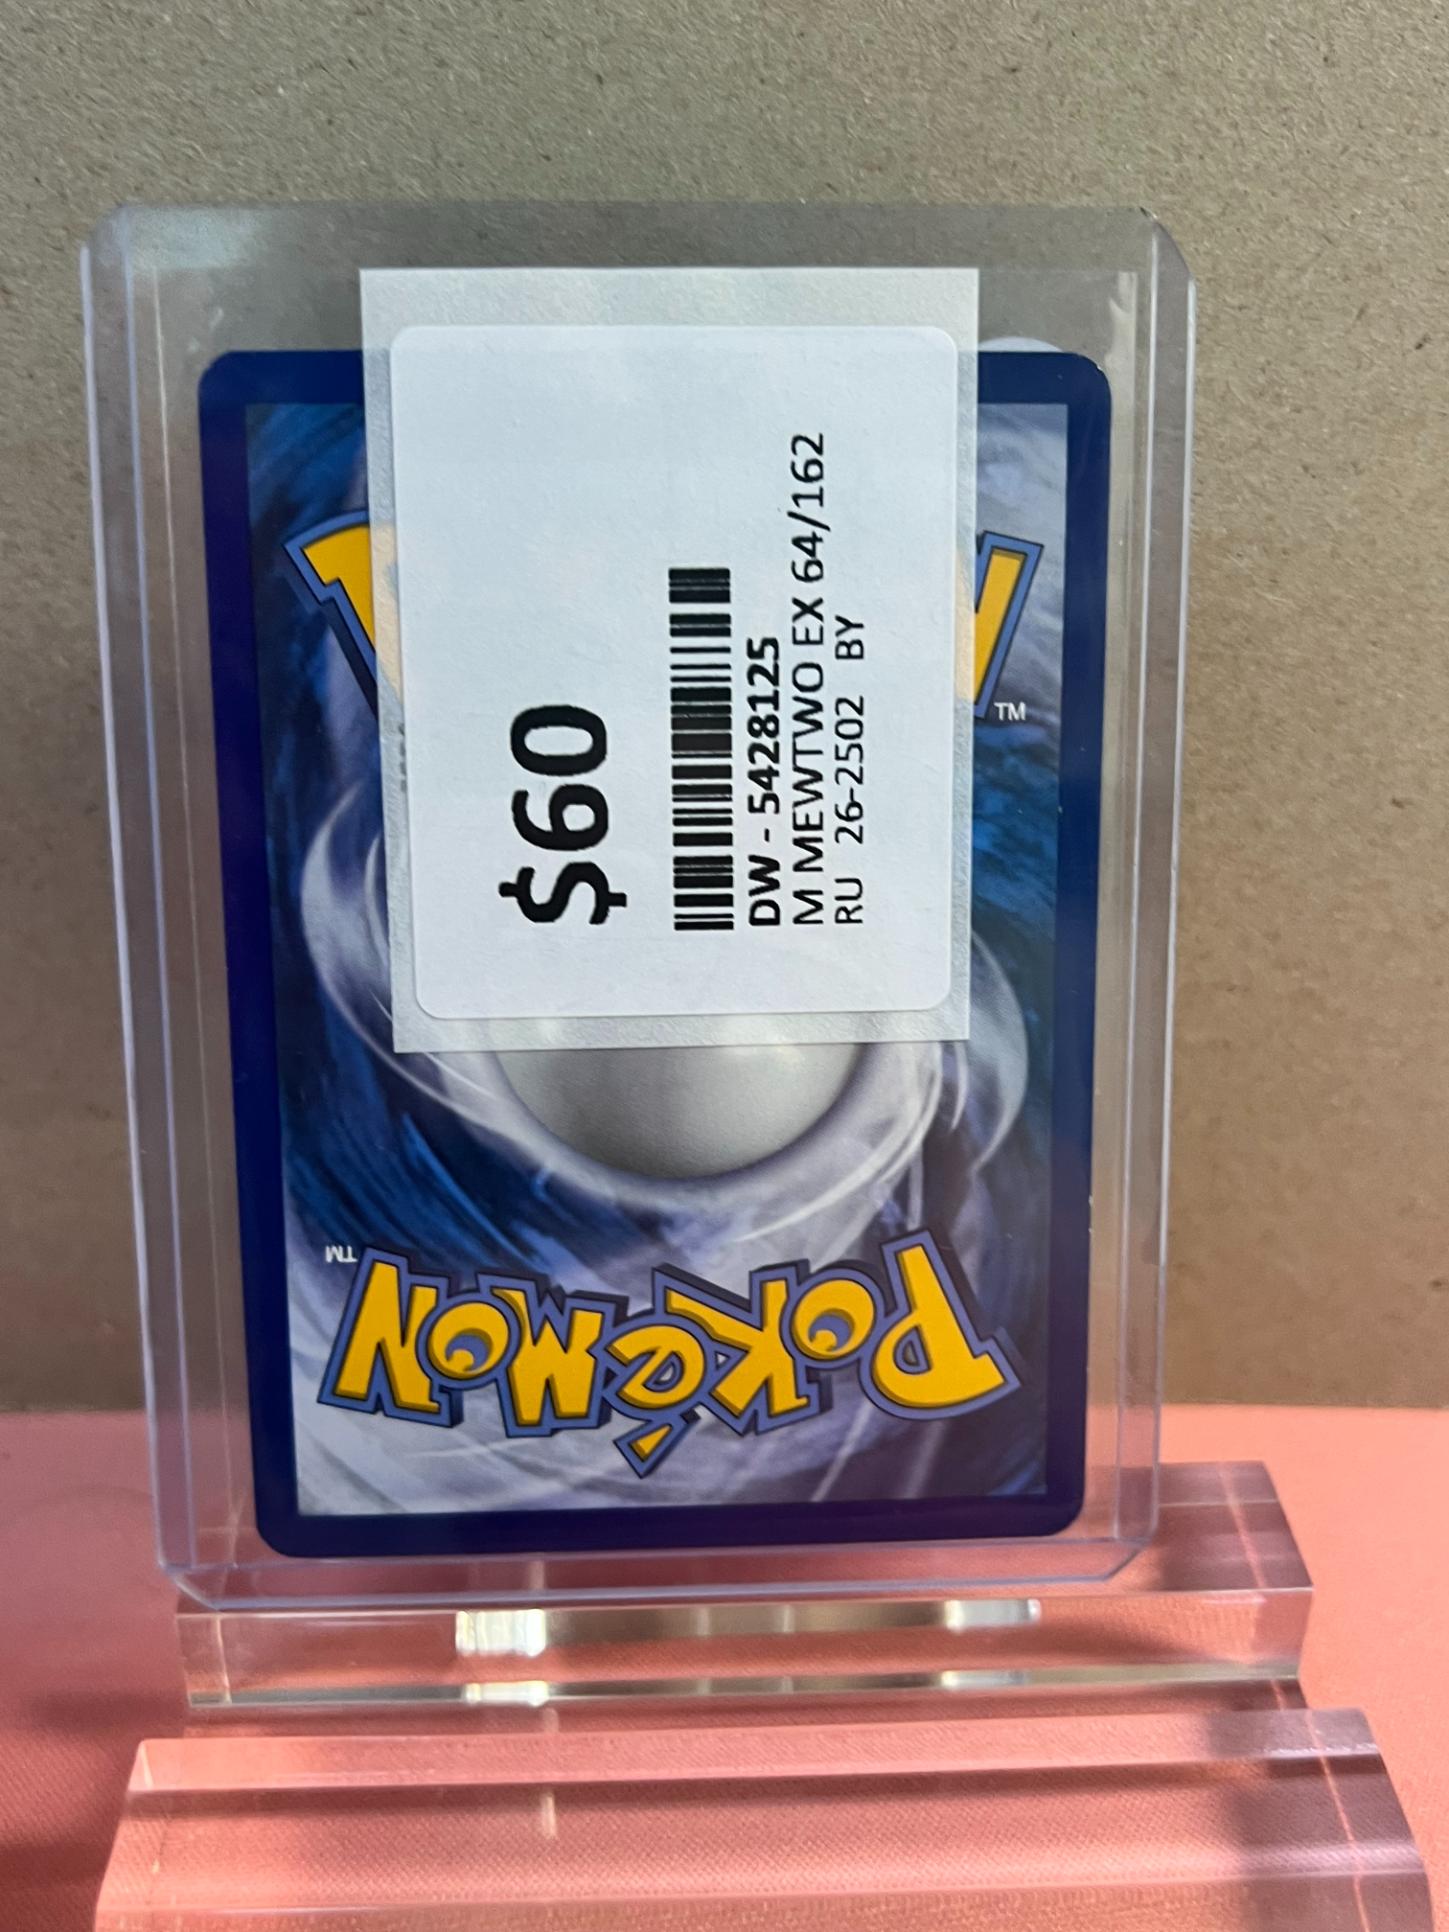 $60
DW - 5428125
M MEWTWO EX 64/162
RU 26-2502 BY
TM
POKéMON
TM